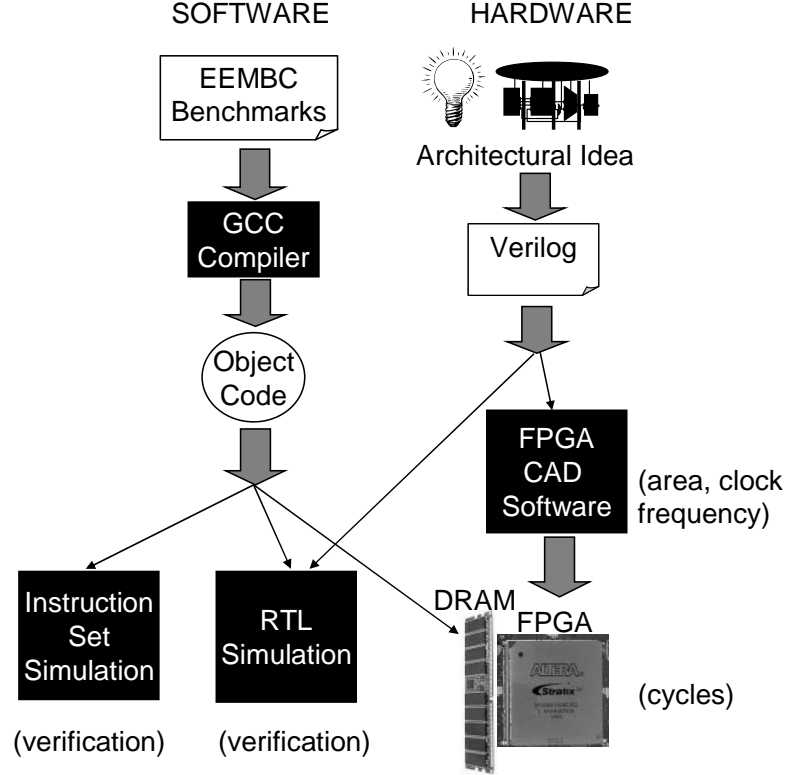 SOFTWARE
HARDWARE
EEMBC
Benchmarks
Architectural Idea
GCC
Compiler
Verilog
Object
Code
FPGA
CAD
Software
(area, clock
frequency)
Instruction
Set
Simulation
RTL
Simulation
DRAM
FPGA
ALTERA
Stratix
(cycles)
(verification)
(verification)